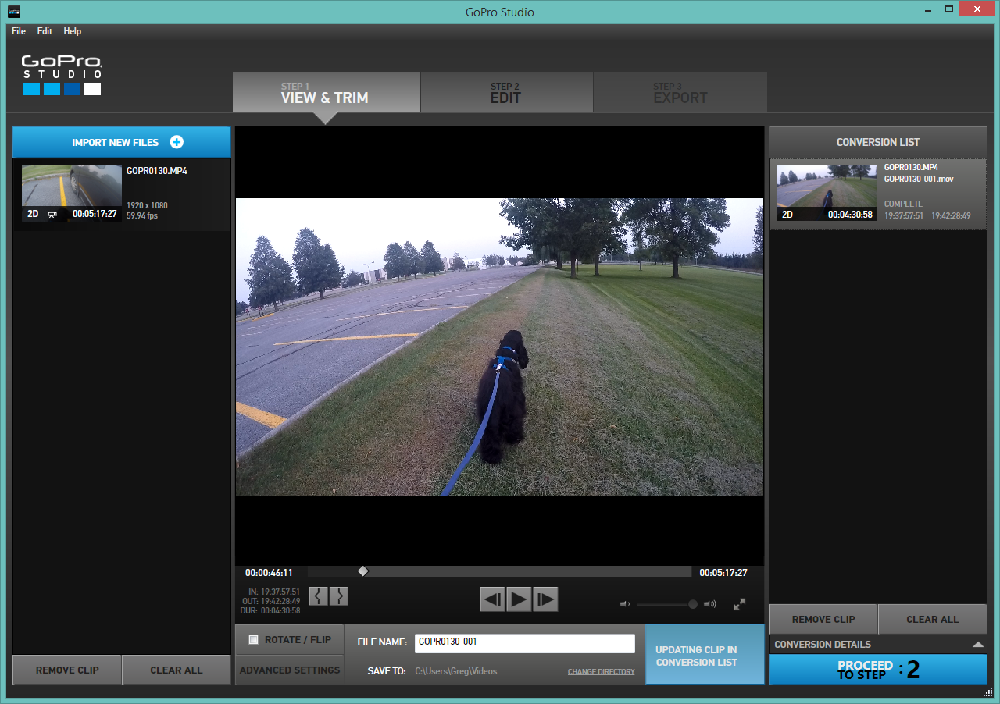 GoPro Studio
File Edit Help
GoPro
STUDIO
STEP 1
VIEW & TRIM
STEP 2
EDIT
STEP 3
EXPORT
IMPORT NEW FILES
GOPR0130.MP4
1920 x 1080
59.94 fps
2D 00:05:17:27
REMOVE CLIP CLEAR ALL
00:00:46:11 00:05:17:27
IN: 19:37:57:51
OUT: 19:42:28:49
DUR: 00:04:30:58
ROTATE / FLIP
ADVANCED SETTINGS
FILE NAME: GOPR0130-001
SAVE TO: C:\Users\Greg\Videos CHANGE DIRECTORY
UPDATING CLIP IN
CONVERSION LIST
CONVERSION LIST
GOPR0130.MP4
GOPR0130-001.mov
COMPLETE
19:37:57:51 19:42:28:49
2D 00:04:30:58
REMOVE CLIP CLEAR ALL
CONVERSION DETAILS
PROCEED
TO STEP : 2